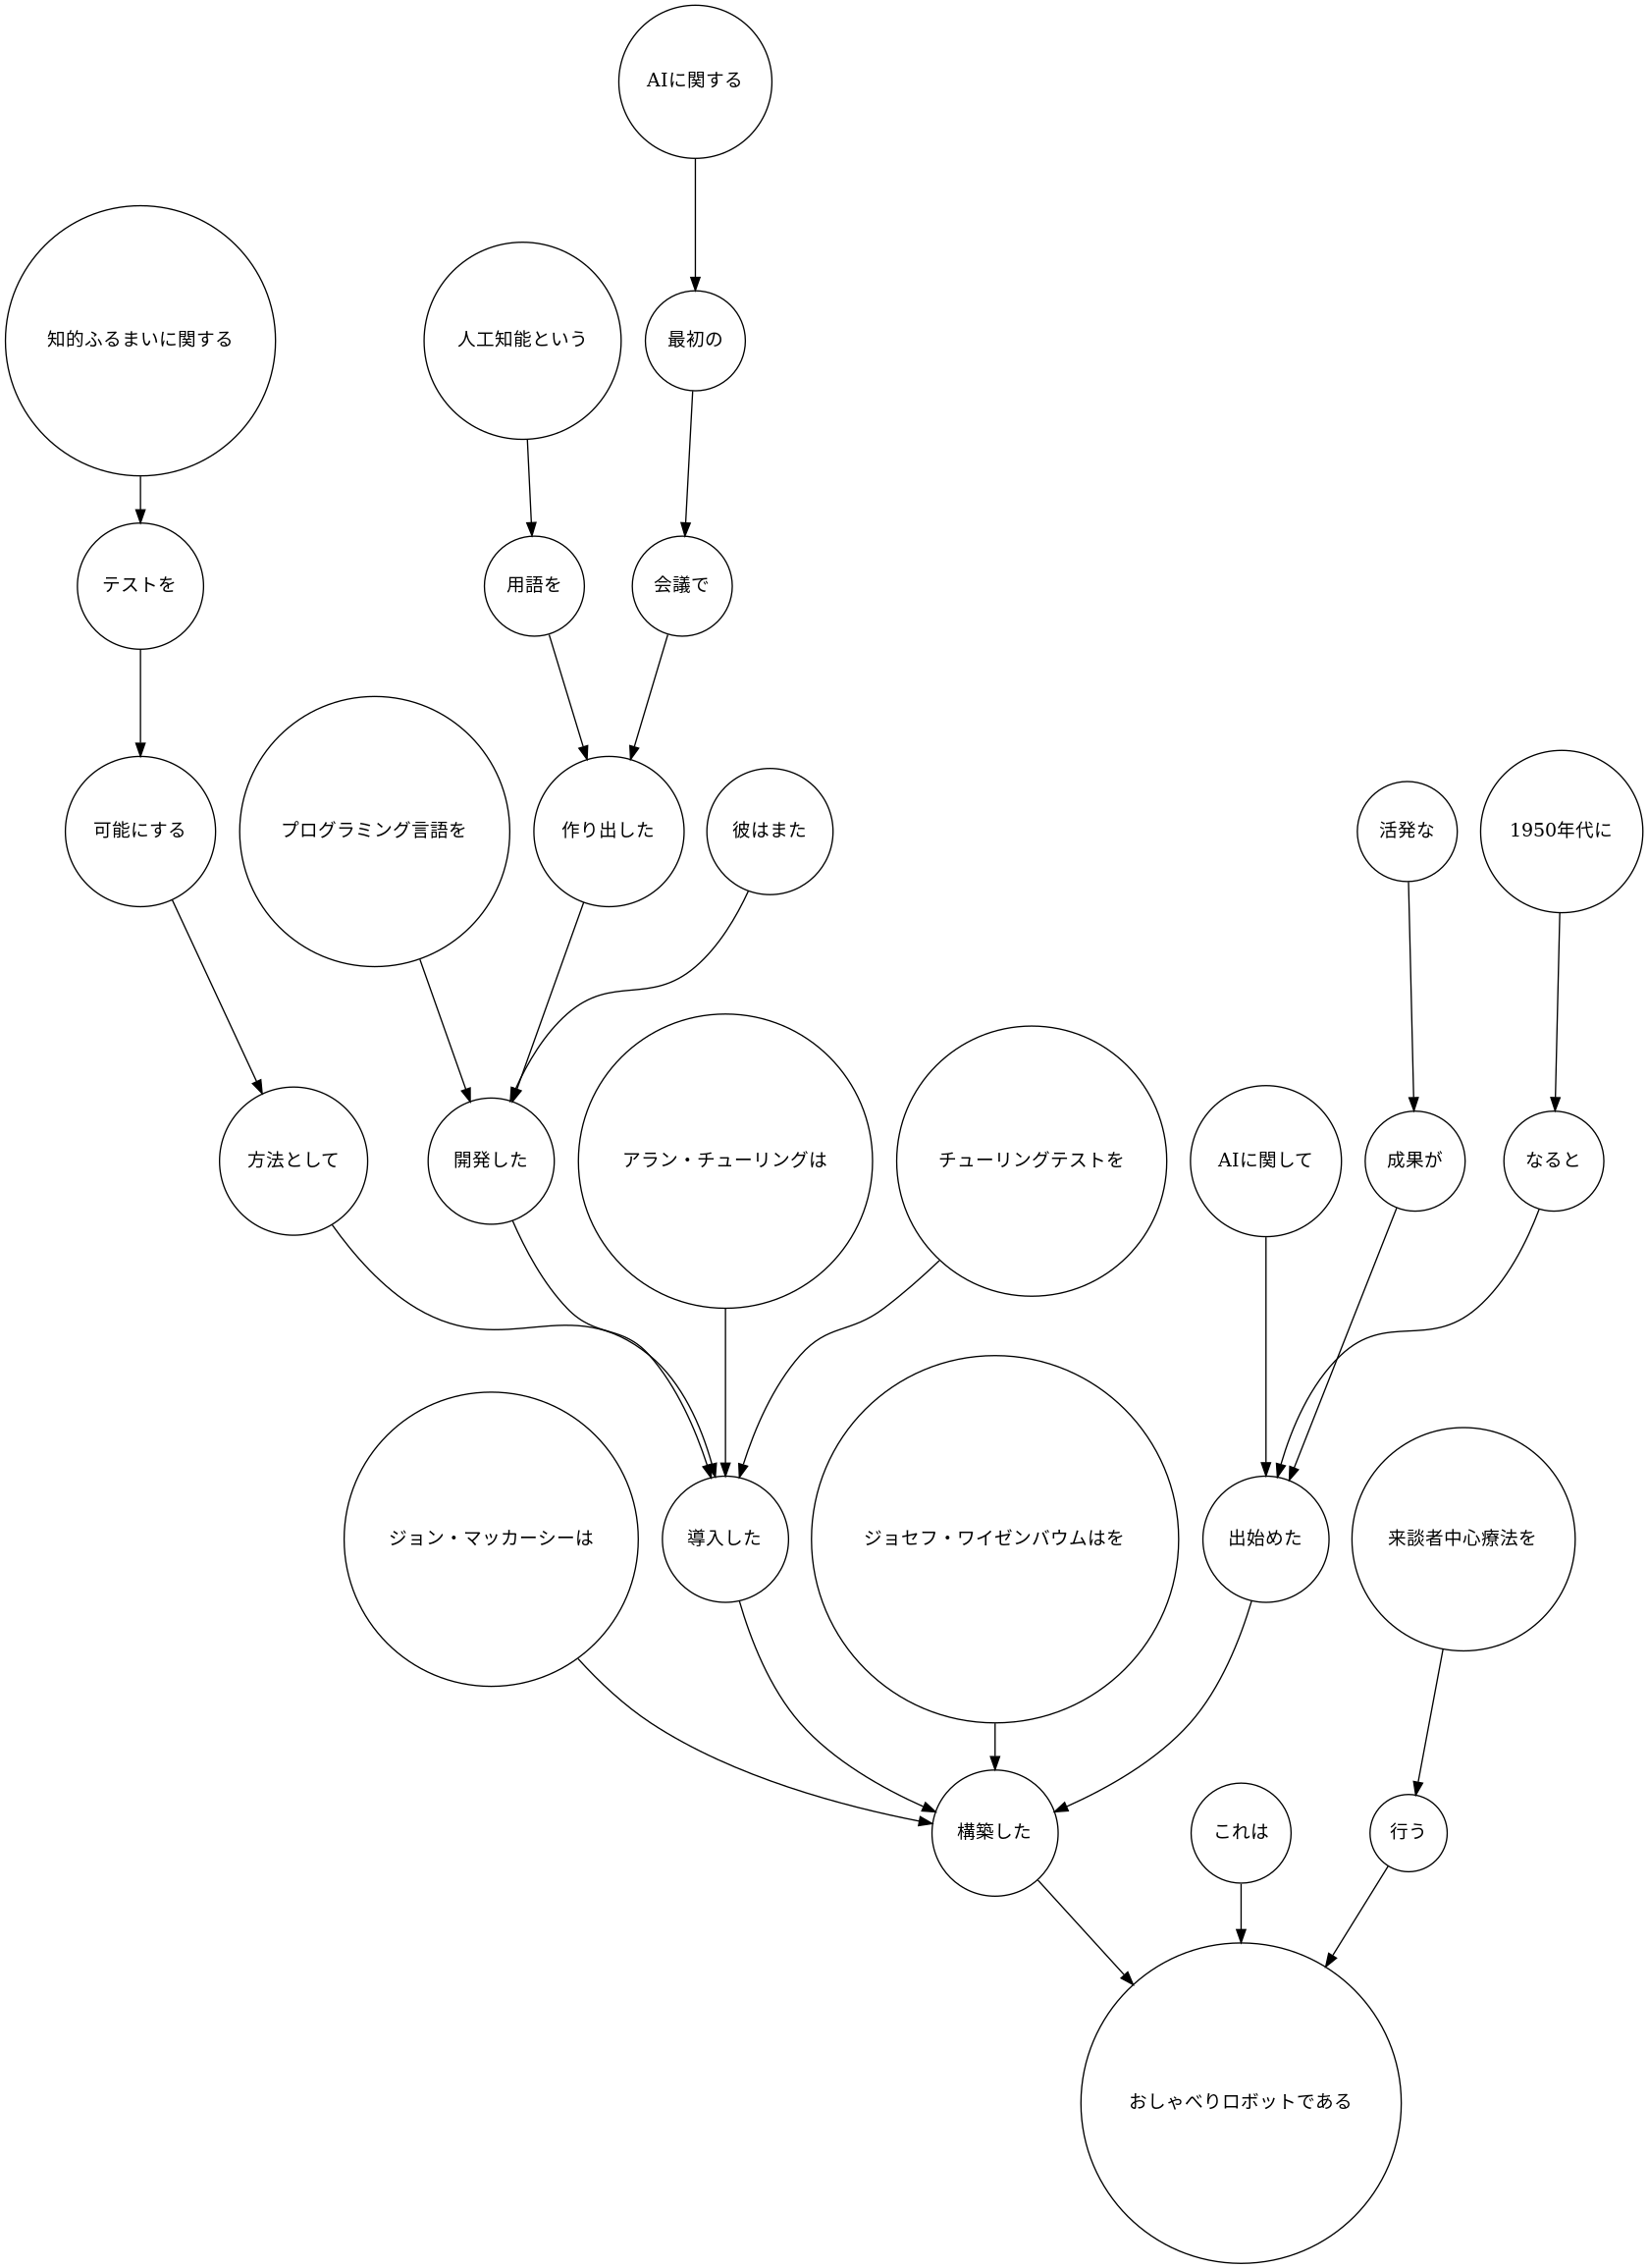 AIに関する
知的ふるまいに関する
人工知能という
最初の
テストを
用語を
会議で
可能にする
プログラミング言語を
作り出した
彼はまた
活発な
1950年代に
方法として
開発した
アラン・チューリングは
チューリングテストを
AIに関して
成果が
なると
ジョン・マッカーシーは
導入した
ジョセフ・ワイゼンバウムはを
出始めた
来談者中心療法を
構築した
これは
行う
おしゃべりロボットである